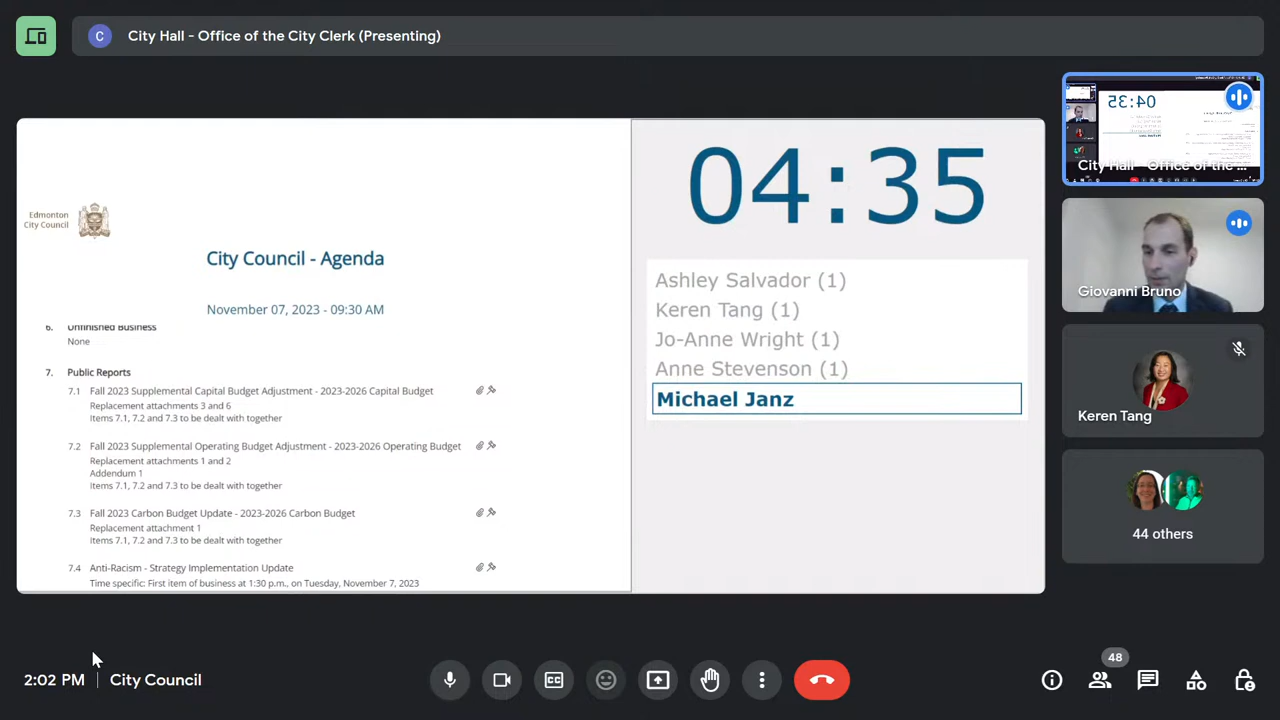 City Hall - Office of the City Clerk (Presenting)
C
Edmonton
City Council
City Council - Agenda
November 07, 2023 - 09:30 AM
6. Unfinished Business
None
7. Public Reports
7.1 Fall 2023 Supplemental Capital Budget Adjustment - 2023-2026 Capital Budget
Replacement attachments 3 and 6
Items 7.1, 7.2 and 7.3 to be dealt with together
7.2 Fall 2023 Supplemental Operating Budget Adjustment - 2023-2026 Operating Budget
Replacement attachments 1 and 2
Addendum 1
Items 7.1, 7.2 and 7.3 to be dealt with together
7.3 Fall 2023 Carbon Budget Update - 2023-2026 Carbon Budget
Replacement attachment 1
Items 7.1, 7.2 and 7.3 to be dealt with together
7.4 Anti-Racism - Strategy Implementation Update
Time specific: First item of business at 1:30 p.m., on Tuesday, November 7, 2023
04:35
Ashley Salvador (1)
Keren Tang (1)
Jo-Anne Wright (1)
Anne Stevenson (1)
Michael Janz
04:35
City Hall - Office of the ...
Giovanni Bruno
Keren Tang
44 others
2:02 PM | City Council
CC
48